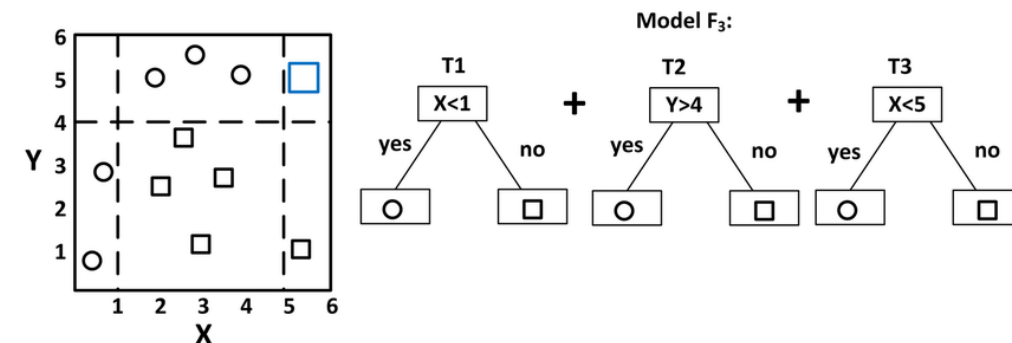 Model F₃:
6
5
4
3
2
1
Y
1 2 3 4 5 6
X
T1 T2 T3
X<1 + Y>4 + X<5
yes no yes no yes no